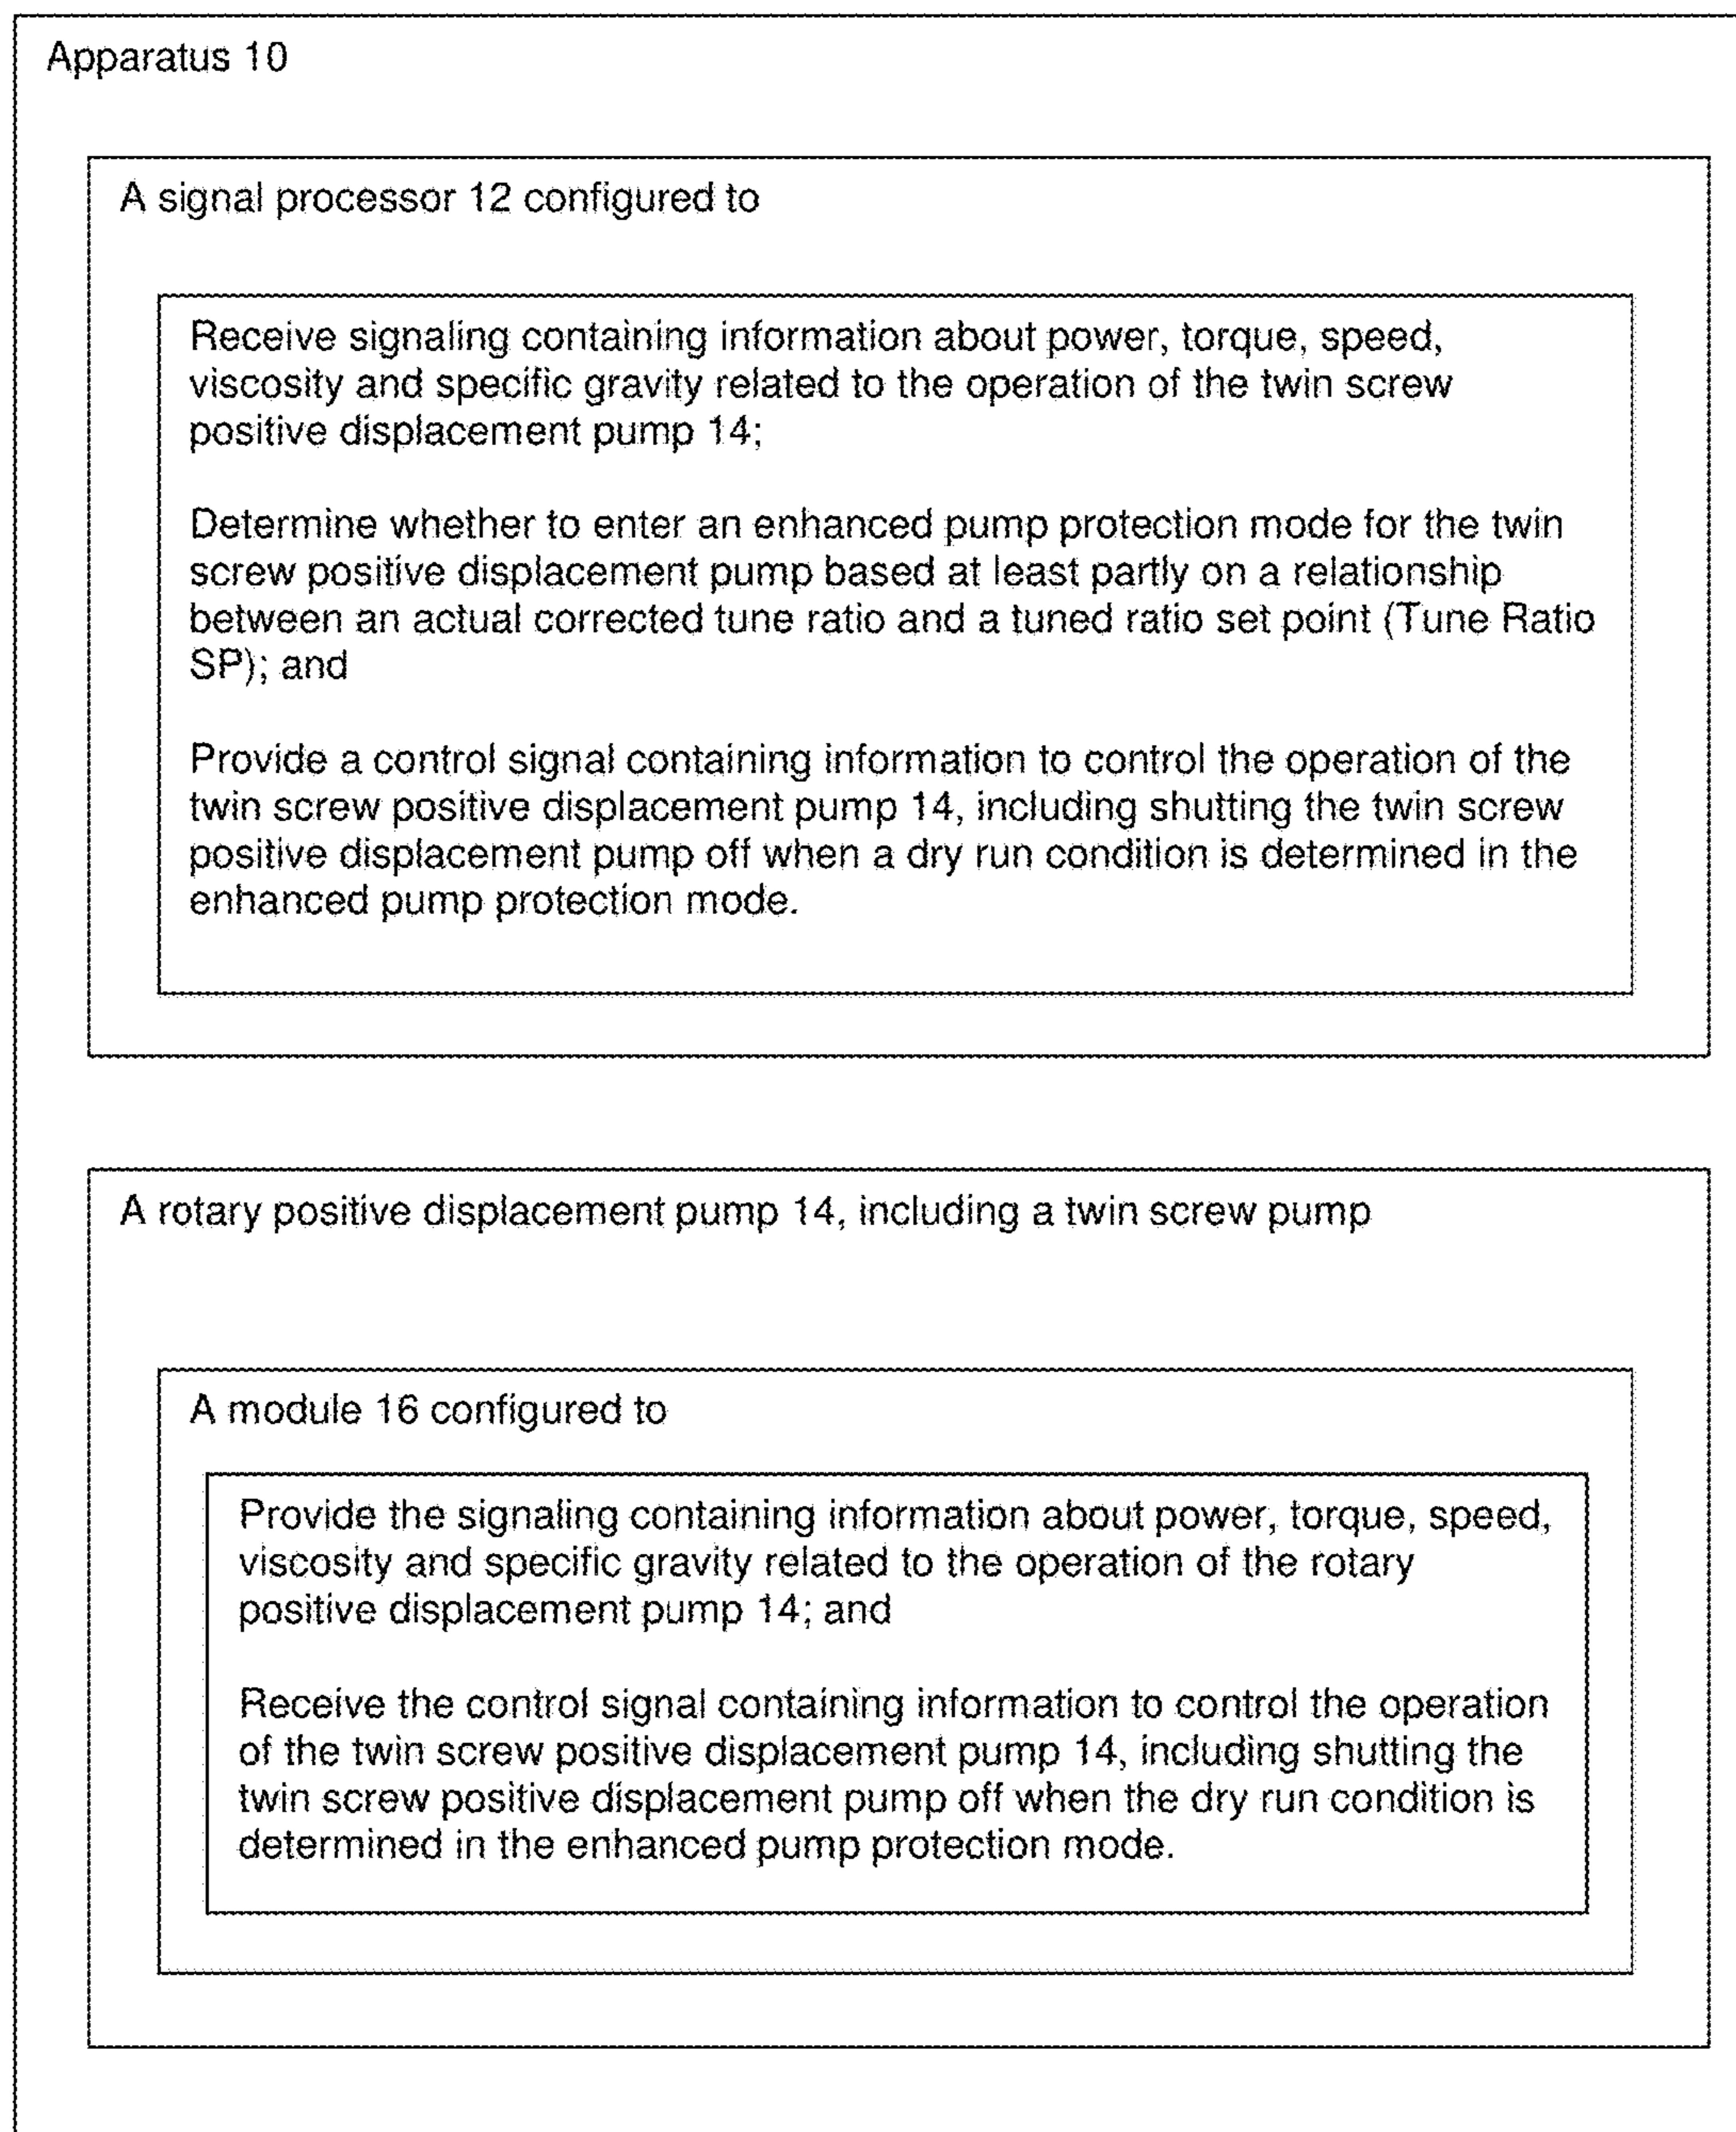 Apparatus 10
A signal processor 12 configured to
Receive signaling containing information about power, torque, speed,
viscosity and specific gravity related to the operation of the twin screw
positive displacement pump 14;
Determine whether to enter an enhanced pump protection mode for the twin
screw positive displacement pump based at least partly on a relationship
between an actual corrected tune ratio and a tuned ratio set point (Tune Ratio
SP); and
Provide a control signal containing information to control the operation of the
twin screw positive displacement pump 14, including shutting the twin screw
positive displacement pump off when a dry run condition is determined in the
enhanced pump protection mode.
A rotary positive displacement pump 14, including a twin screw pump
A module 16 configured to
Provide the signaling containing information about power, torque, speed,
viscosity and specific gravity related to the operation of the rotary
positive displacement pump 14; and
Receive the control signal containing information to control the operation
of the twin screw positive displacement pump 14, including shutting the
twin screw positive displacement pump off when the dry run condition is
determined in the enhanced pump protection mode.